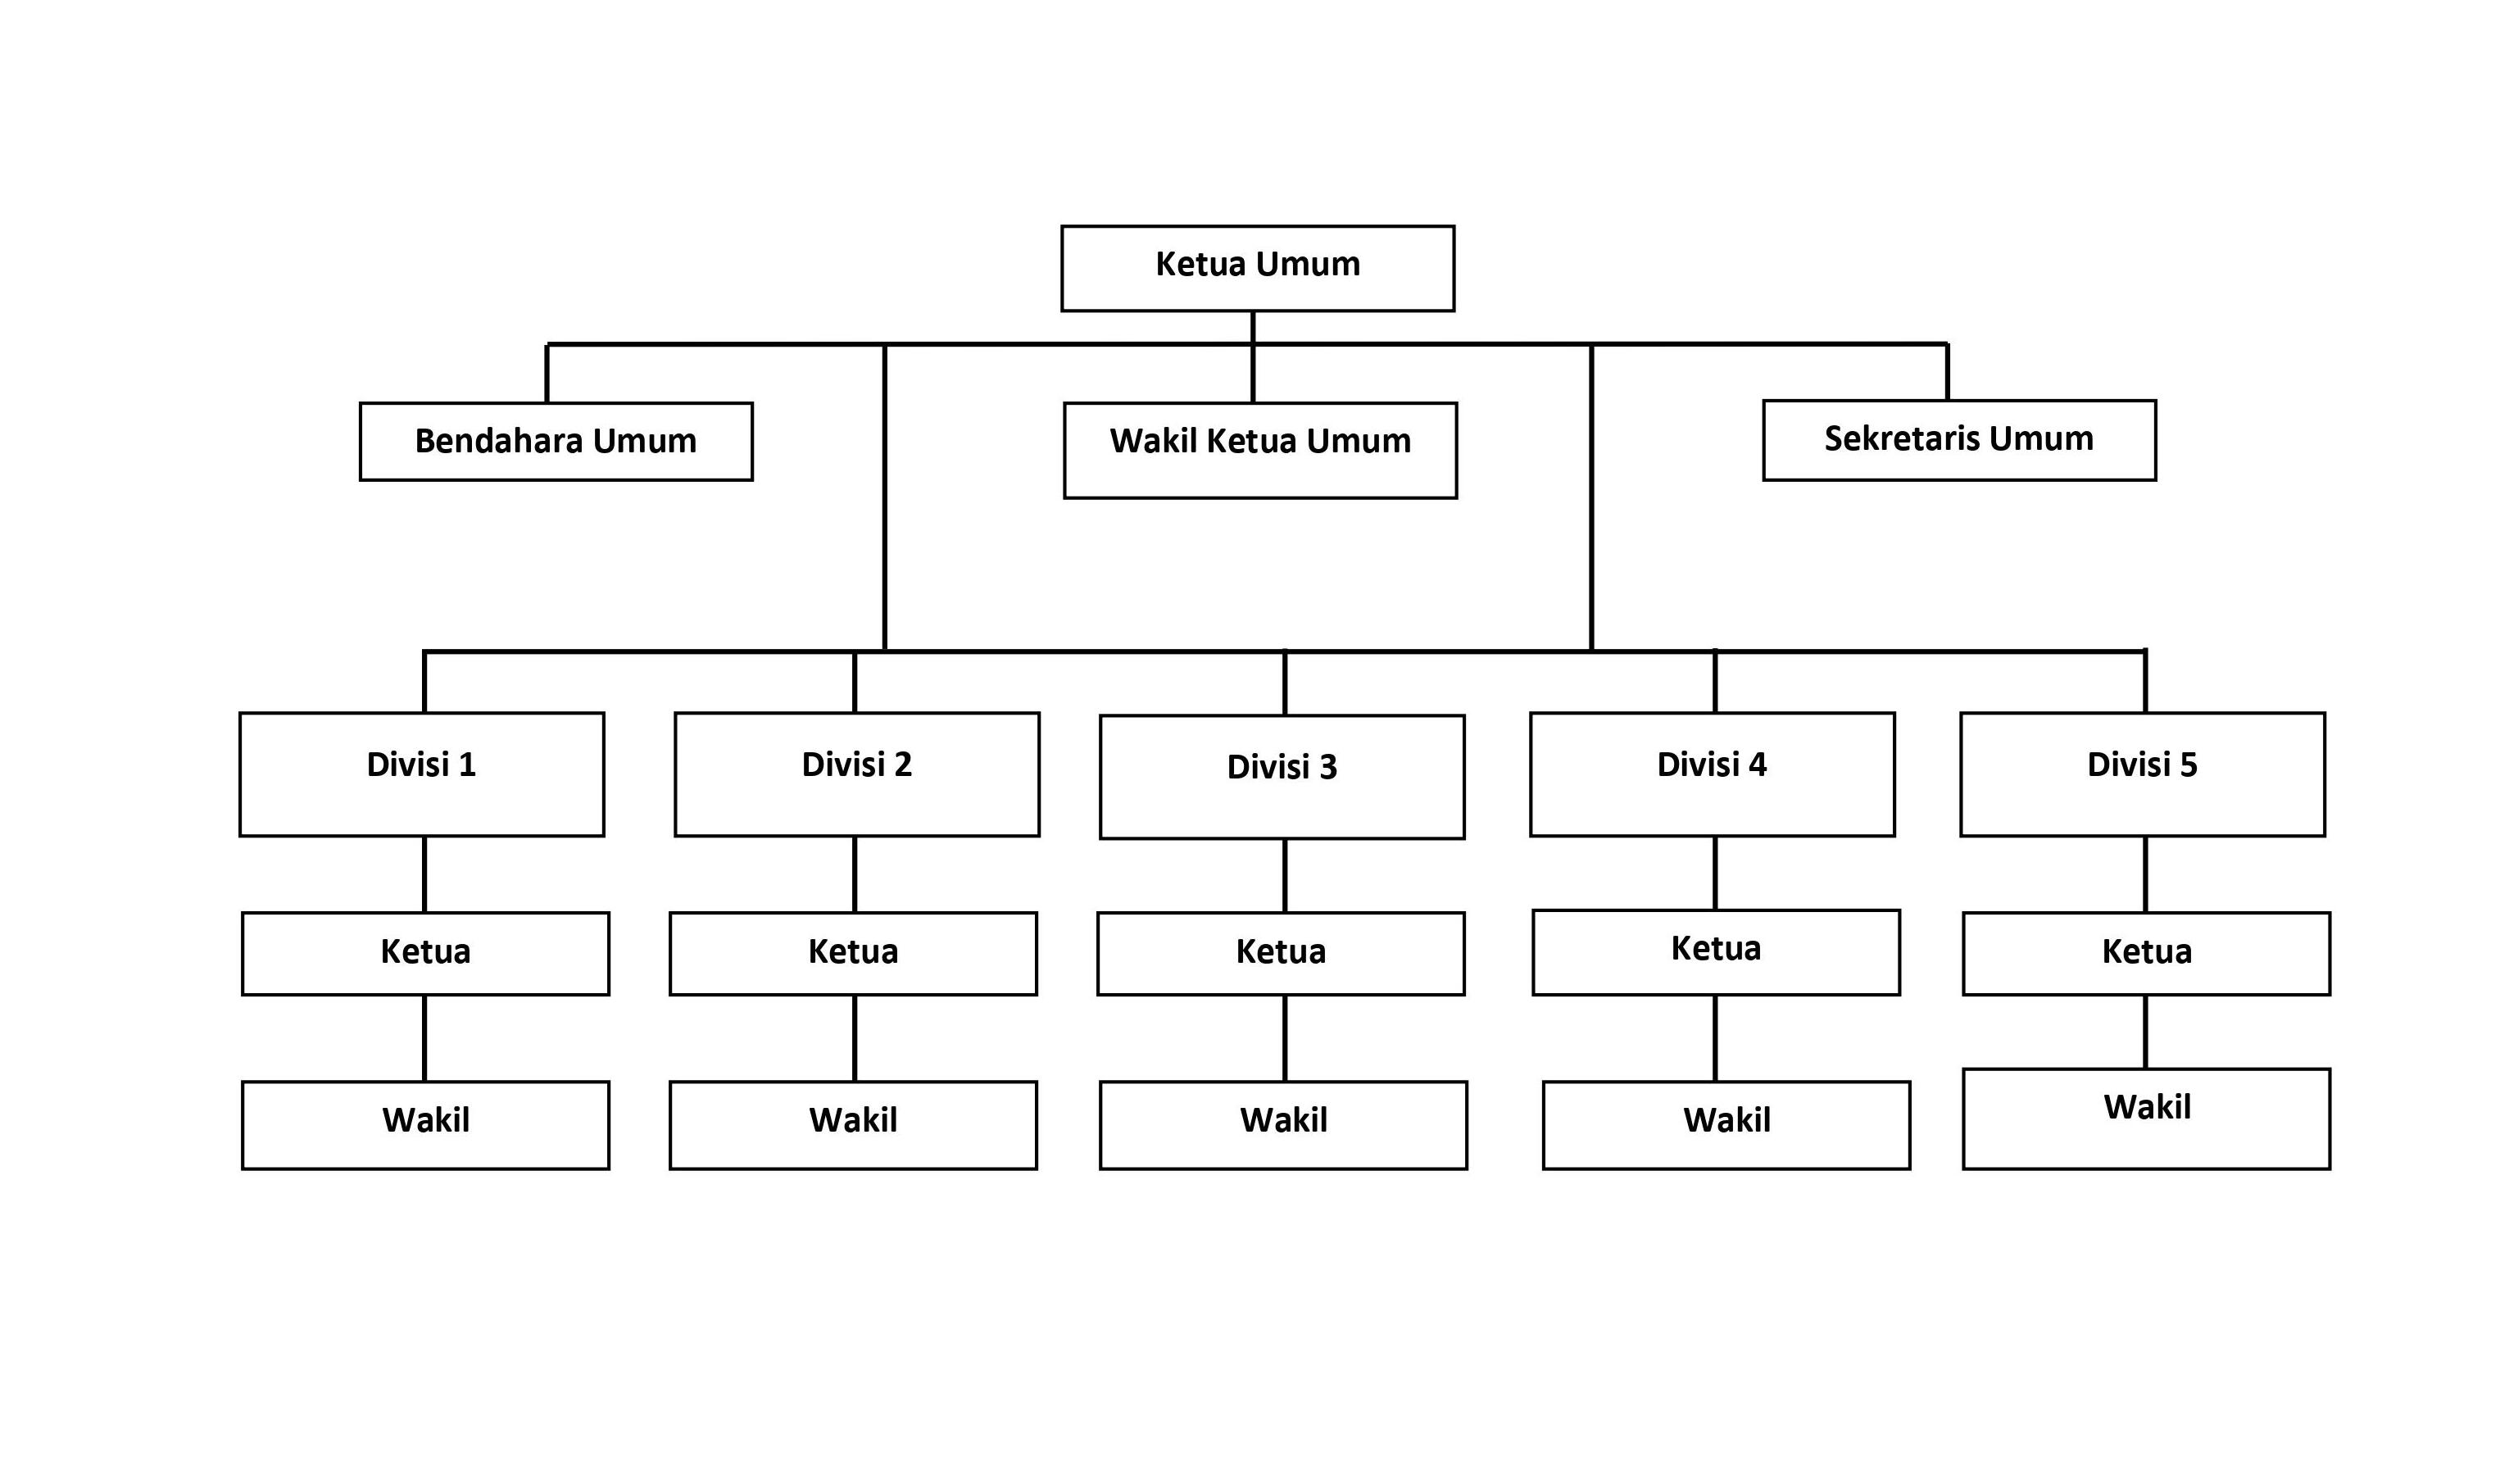 Ketua Umum
Bendahara Umum
Wakil Ketua Umum
Sekretaris Umum
Divisi 1
Divisi 2
Divisi 3
Divisi 4
Divisi 5
Ketua
Ketua
Ketua
Ketua
Ketua
Wakil
Wakil
Wakil
Wakil
Wakil